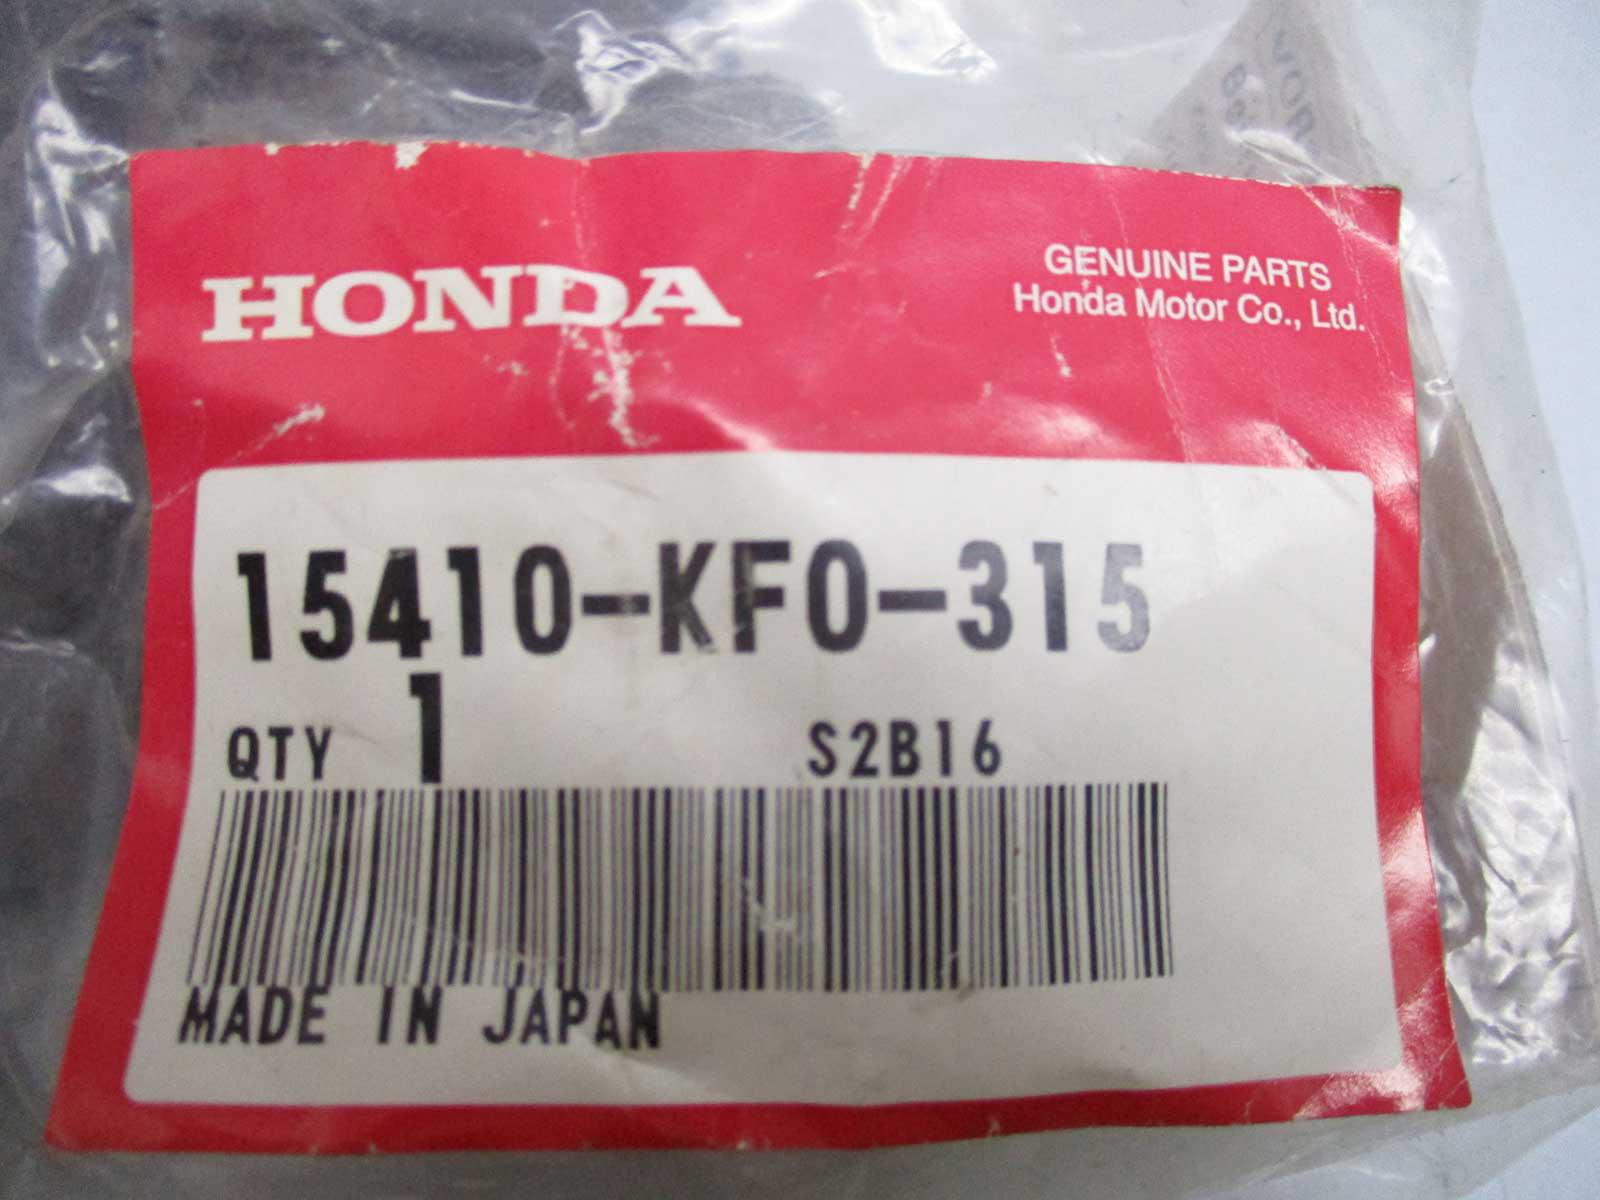 HONDA
GENUINE PARTS
Honda Motor Co., Ltd.
15410-KF0-315
QTY 1 S2B16
MADE IN JAPAN